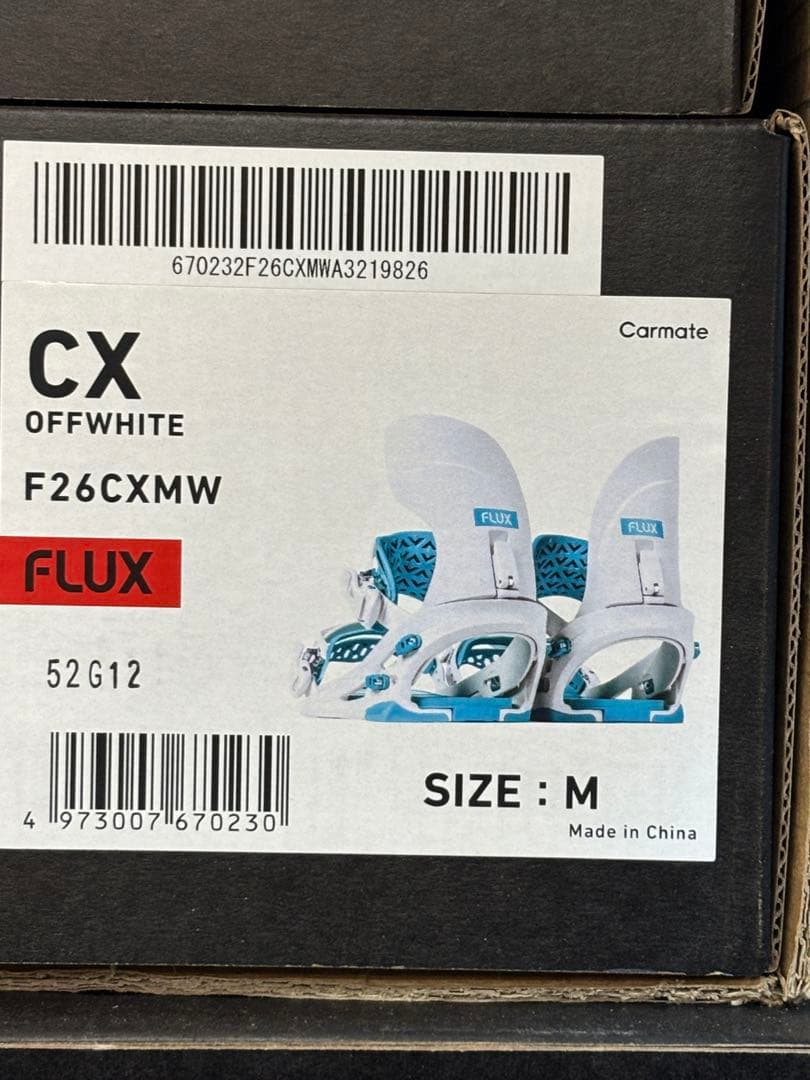 670232F26CXMWA3219826
Carmate
CX
OFFWHITE
F26CXMW
FLUX
FLUX
FLUX
52G12
4 973007 670230
SIZE : M
Made in China